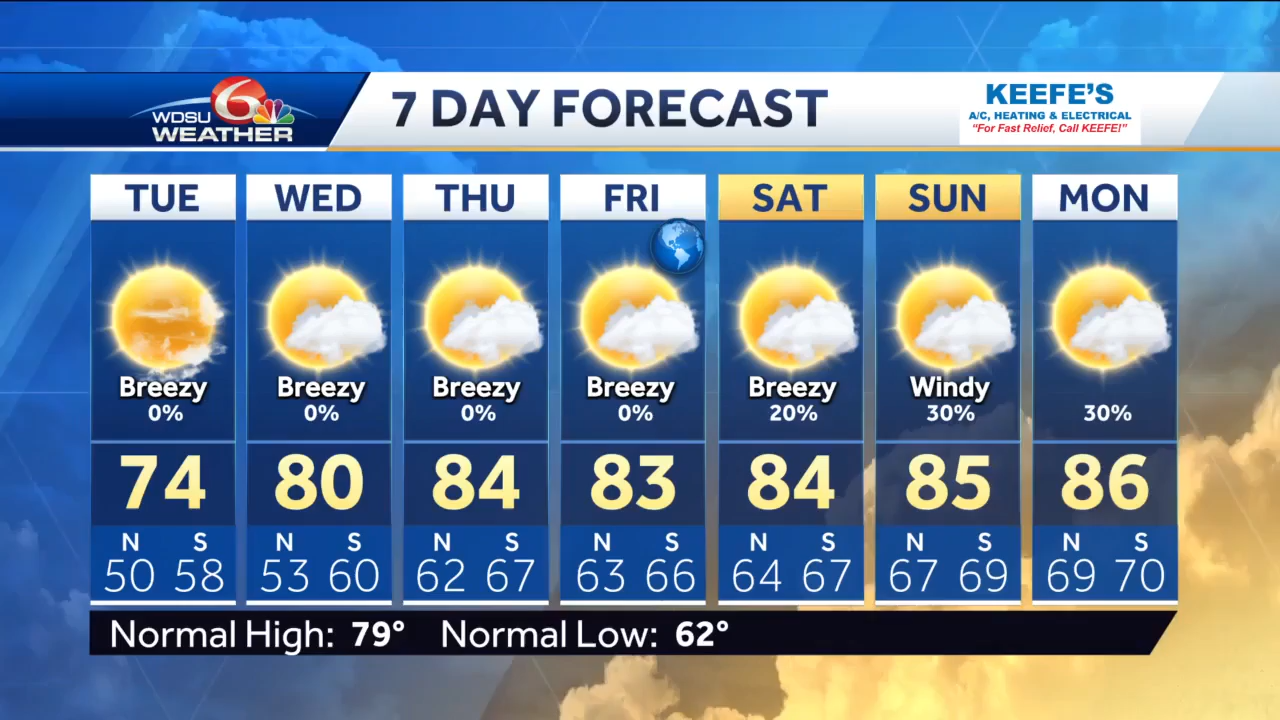 WDSU 6
WEATHER
7 DAY FORECAST
KEEFE'S
A/C, HEATING & ELECTRICAL
"For Fast Relief, Call KEEFE!"
TUE WED THU FRI SAT SUN MON
Breezy Breezy Breezy Breezy Breezy Windy
0% 0% 0% 0% 20% 30% 30%
74 80 84 83 84 85 86
N S N S N S N S N S N S N S
50 58 53 60 62 67 63 66 64 67 67 69 69 70
Normal High: 79° Normal Low: 62°